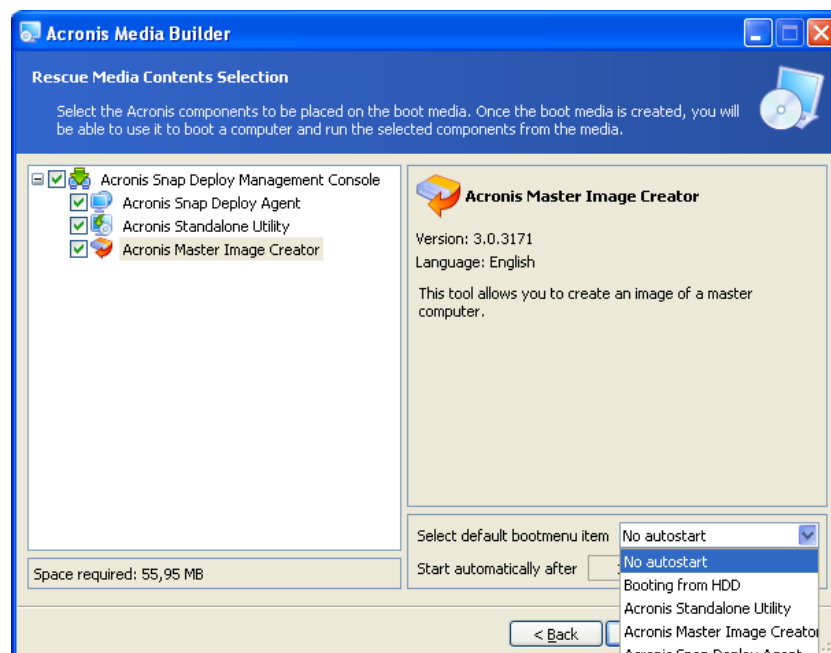 Acronis Media Builder
Rescue Media Contents Selection
Select the Acronis components to be placed on the boot media. Once the boot media is created, you will
be able to use it to boot a computer and run the selected components from the media.
Acronis Snap Deploy Management Console
Acronis Snap Deploy Agent
Acronis Standalone Utility
Acronis Master Image Creator
Space required: 55,95 MB
Acronis Master Image Creator
Version: 3.0.3171
Language: English
This tool allows you to create an image of a master
computer.
Select default bootmenu item No autostart
Start automatically after
No autostart
Booting from HDD
Acronis Standalone Utility
Acronis Master Image Creator
Acronis Snap Deploy Agent
< Back